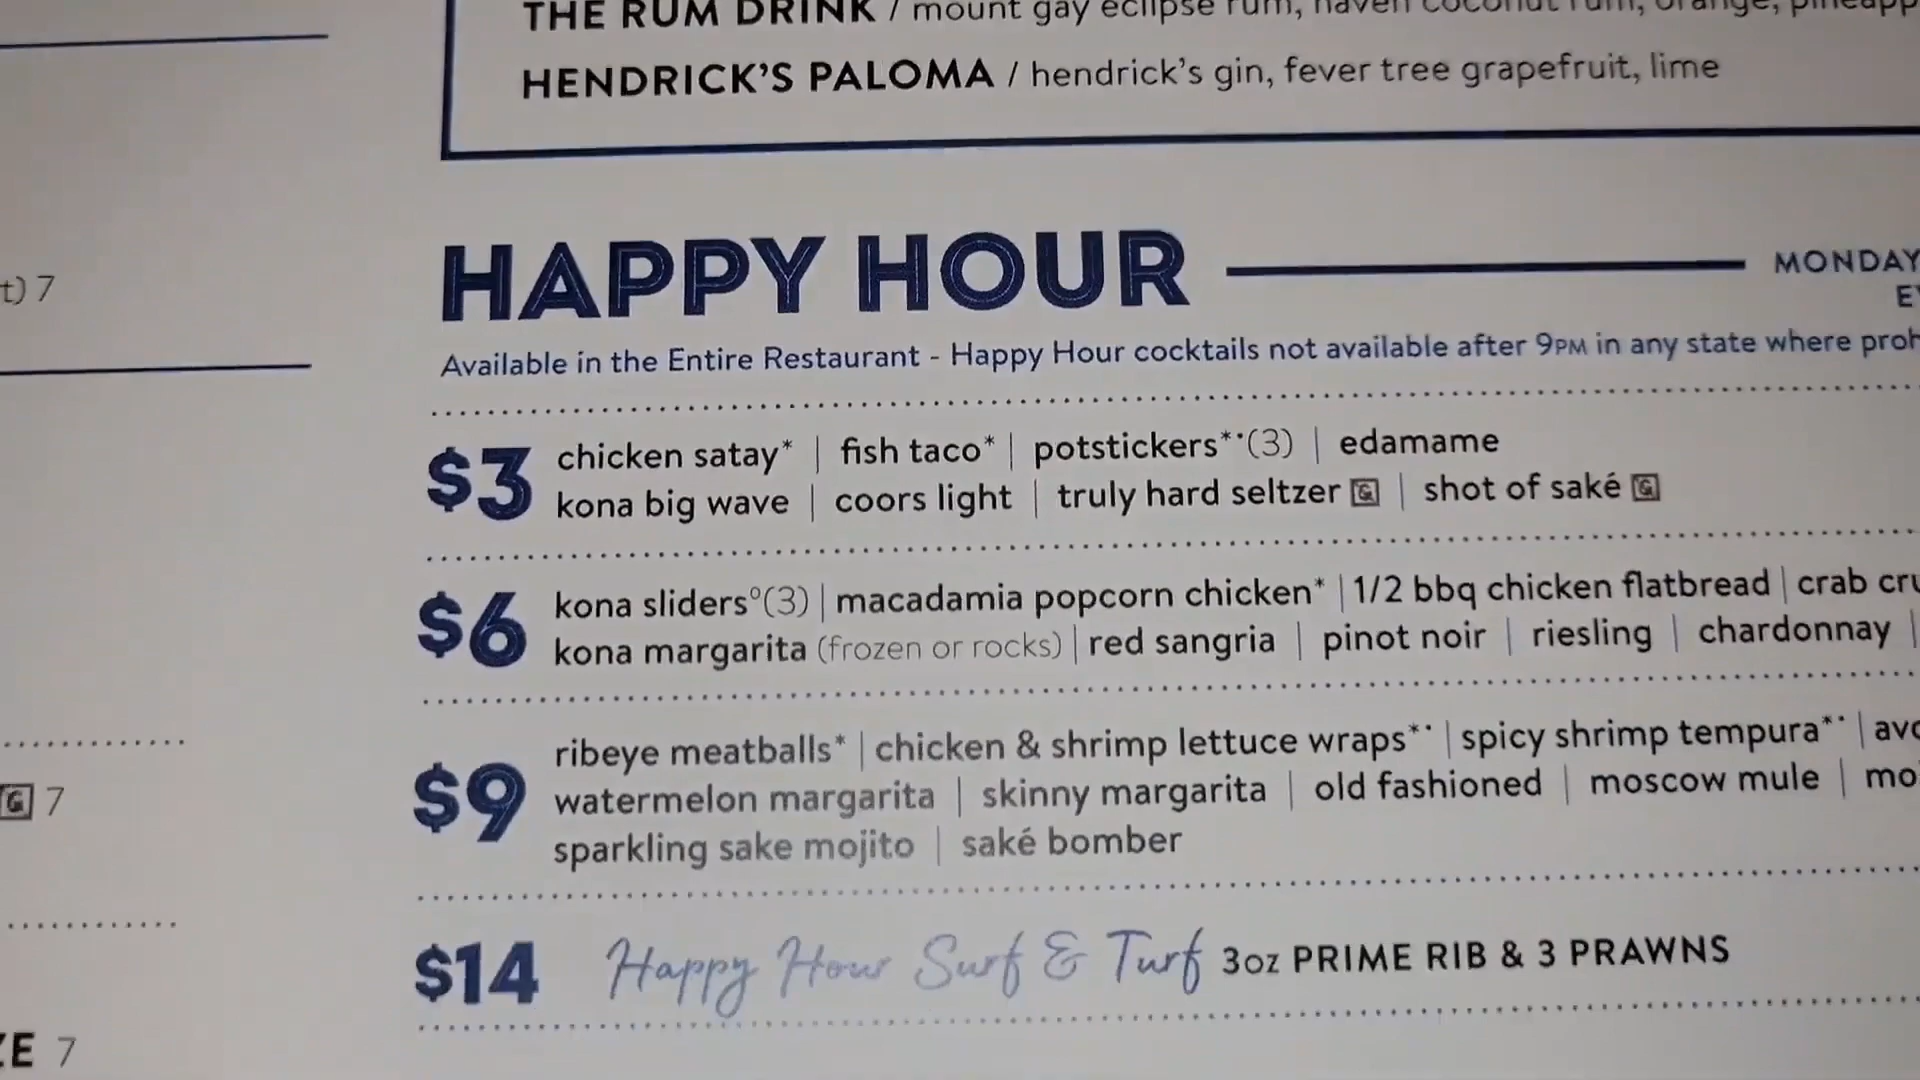 THE RUM DRINK / mount gay eclipse rum, haven coconut rum, orange,
HENDRICK'S PALOMA / hendrick's gin, fever tree grapefruit, lime
t) 7
HAPPY HOUR
MONDAY
Available in the Entire Restaurant - Happy Hour cocktails not available after 9PM in any state where
$3
chicken satay* | fish taco* | potstickers*•(3) | edamame
kona big wave | coors light | truly hard seltzer G | shot of saké G
$6
kona sliders°(3) | macadamia popcorn chicken* | 1/2 bbq chicken flatbread | crab
kona margarita (frozen or rocks) | red sangria | pinot noir | riesling | chardonnay |
G 7
$9
ribeye meatballs* | chicken & shrimp lettuce wraps*• | spicy shrimp tempura*• |
watermelon margarita | skinny margarita | old fashioned | moscow mule |
sparkling sake mojito | saké bomber
$14 Happy Hour Surf & Turf 3oz PRIME RIB & 3 PRAWNS
7